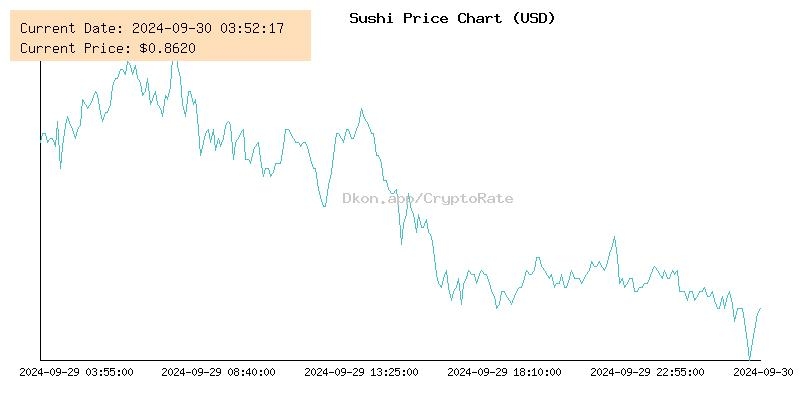 Sushi Price Chart (USD)
Current Date: 2024-09-30 03:52:17
Current Price: $0.8620
Dkon.app/CryptoRate
2024-09-29 03:55:00 2024-09-29 08:40:00 2024-09-29 13:25:00 2024-09-29 18:10:00 2024-09-29 22:55:00 2024-09-30